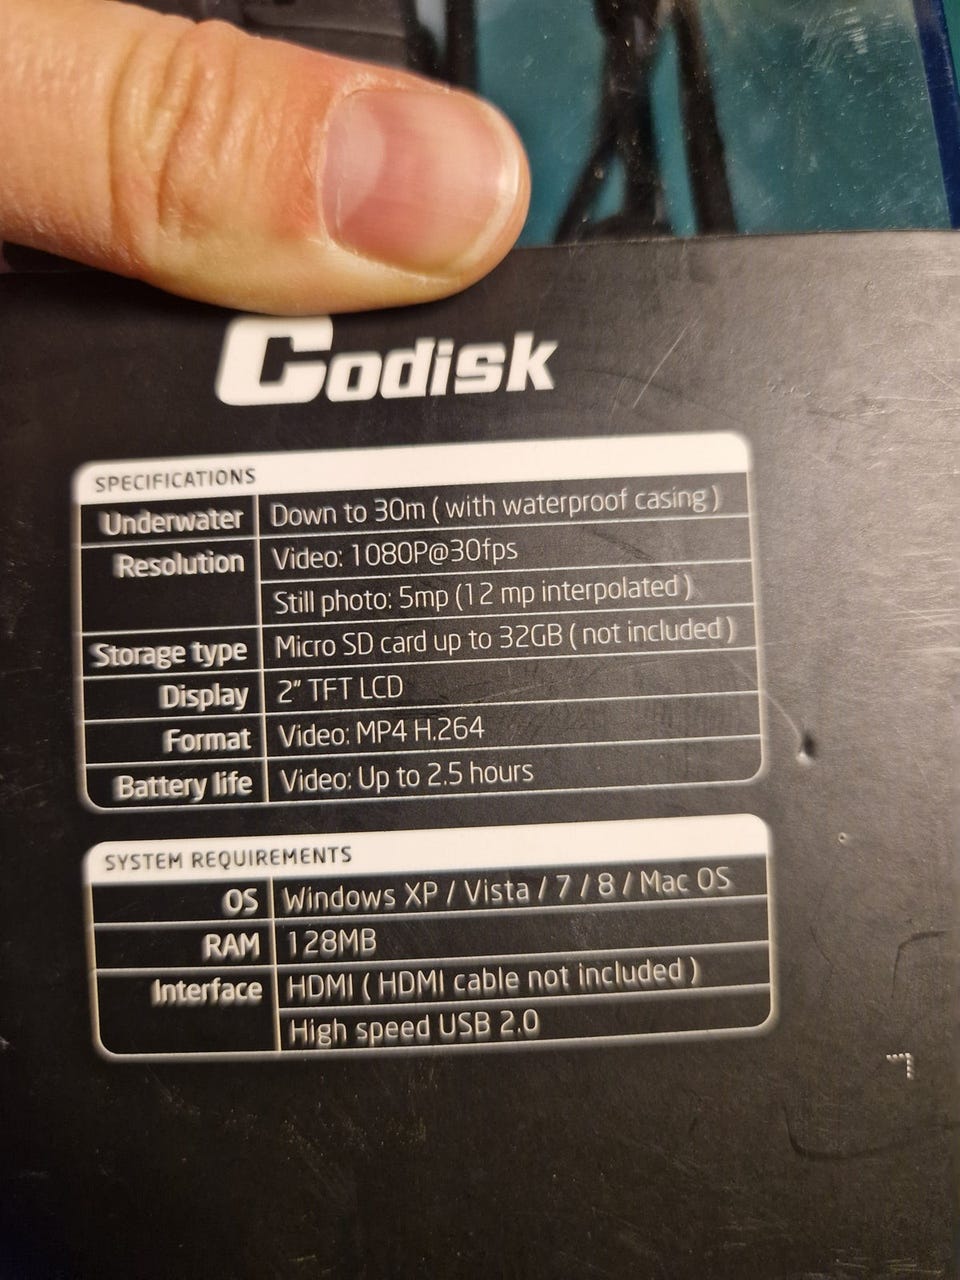 Codisk
SPECIFICATIONS
Underwater Down to 30m ( with waterproof casing )
Resolution Video: 1080P@30fps
Still photo: 5mp (12 mp interpolated )
Storage type Micro SD card up to 32GB ( not included )
Display 2" TFT LCD
Format Video: MP4 H.264
Battery life Video: Up to 2.5 hours
SYSTEM REQUIREMENTS
OS Windows XP / Vista / 7 / 8 / Mac OS
RAM 128MB
Interface HDMI ( HDMI cable not included )
High speed USB 2.0